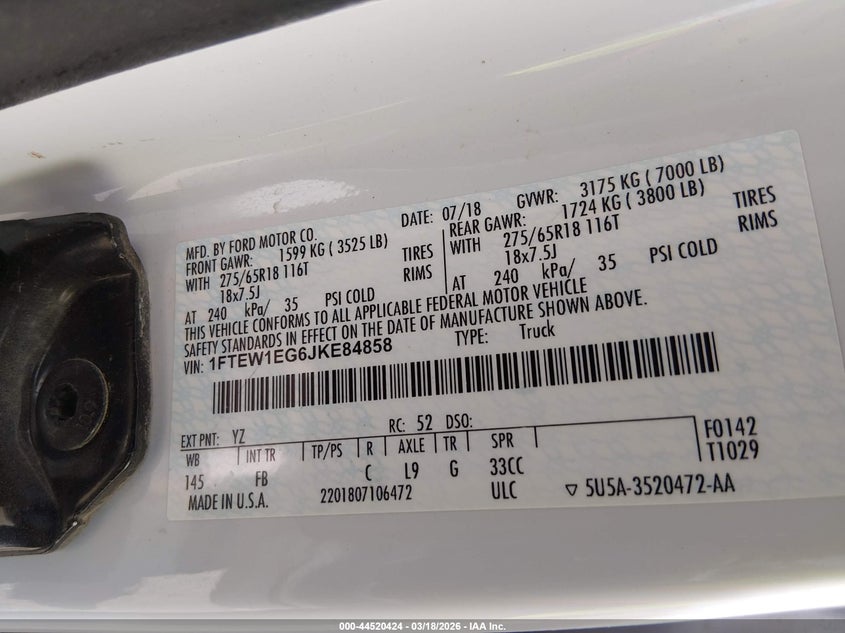 MFD. BY FORD MOTOR CO. DATE: 07/18 GVWR: 3175 KG ( 7000 LB)
FRONT GAWR: 1599 KG ( 3525 LB) REAR GAWR: 1724 KG ( 3800 LB)
WITH 275/65R18 116T TIRES WITH 275/65R18 116T TIRES
18x7.5J RIMS 18x7.5J RIMS
AT 240 kPa/ 35 PSI COLD AT 240 kPa/ 35 PSI COLD
THIS VEHICLE CONFORMS TO ALL APPLICABLE FEDERAL MOTOR VEHICLE
SAFETY STANDARDS IN EFFECT ON THE DATE OF MANUFACTURE SHOWN ABOVE.
VIN: 1FTEW1EG6JKE84858 TYPE: Truck
EXT PNT: YZ RC: 52 DSO: F0142
WB INT TR TP/PS R AXLE TR SPR T1029
145 FB C L9 G 33CC
MADE IN U.S.A. 2201807106472 ULC ▽ 5U5A-3520472-AA
000-44520424 - 03/18/2026 - IAA Inc.